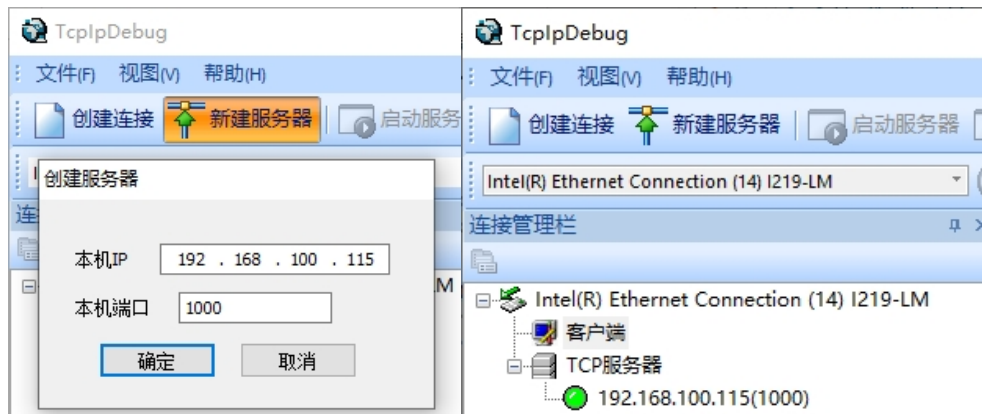 TcpIpDebug
文件(F) 视图(V) 帮助(H)
创建连接 新建服务器 启动服务
创建服务器
连
本机IP 192 . 168 . 100 . 115
LM
本机端口 1000
确定 取消
TcpIpDebug
文件(F) 视图(V) 帮助(H)
创建连接 新建服务器 启动服务器
Intel(R) Ethernet Connection (14) I219-LM
连接管理栏
Intel(R) Ethernet Connection (14) I219-LM
客户端
TCP服务器
192.168.100.115(1000)